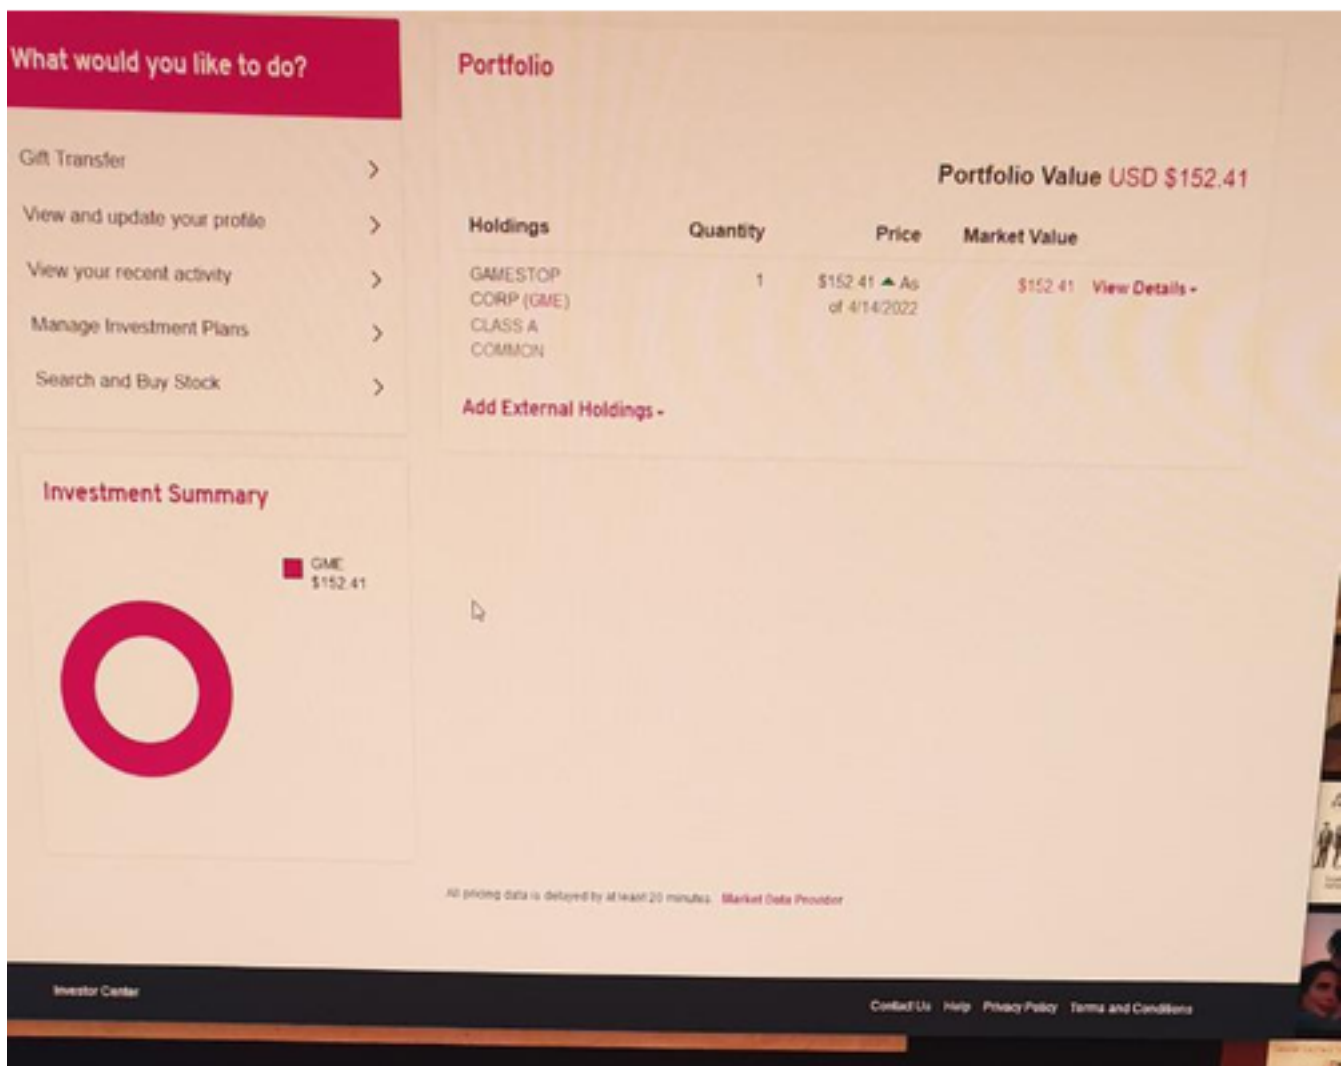 What would you like to do?
Gift Transfer
View and update your profile
View your recent activity
Manage Investment Plans
Search and Buy Stock
Investment Summary
GME
$152.41
Portfolio
Portfolio Value USD $152.41
Holdings Quantity Price Market Value
GAMESTOP 1 $152.41 ▲ As $152.41 View Details
CORP (GME) of 4/14/2022
CLASS A
COMMON
Add External Holdings
All pricing data is delayed by at least 20 minutes. Market Data Provider
Investor Center
Contact Us Help Privacy Policy Terms and Conditions